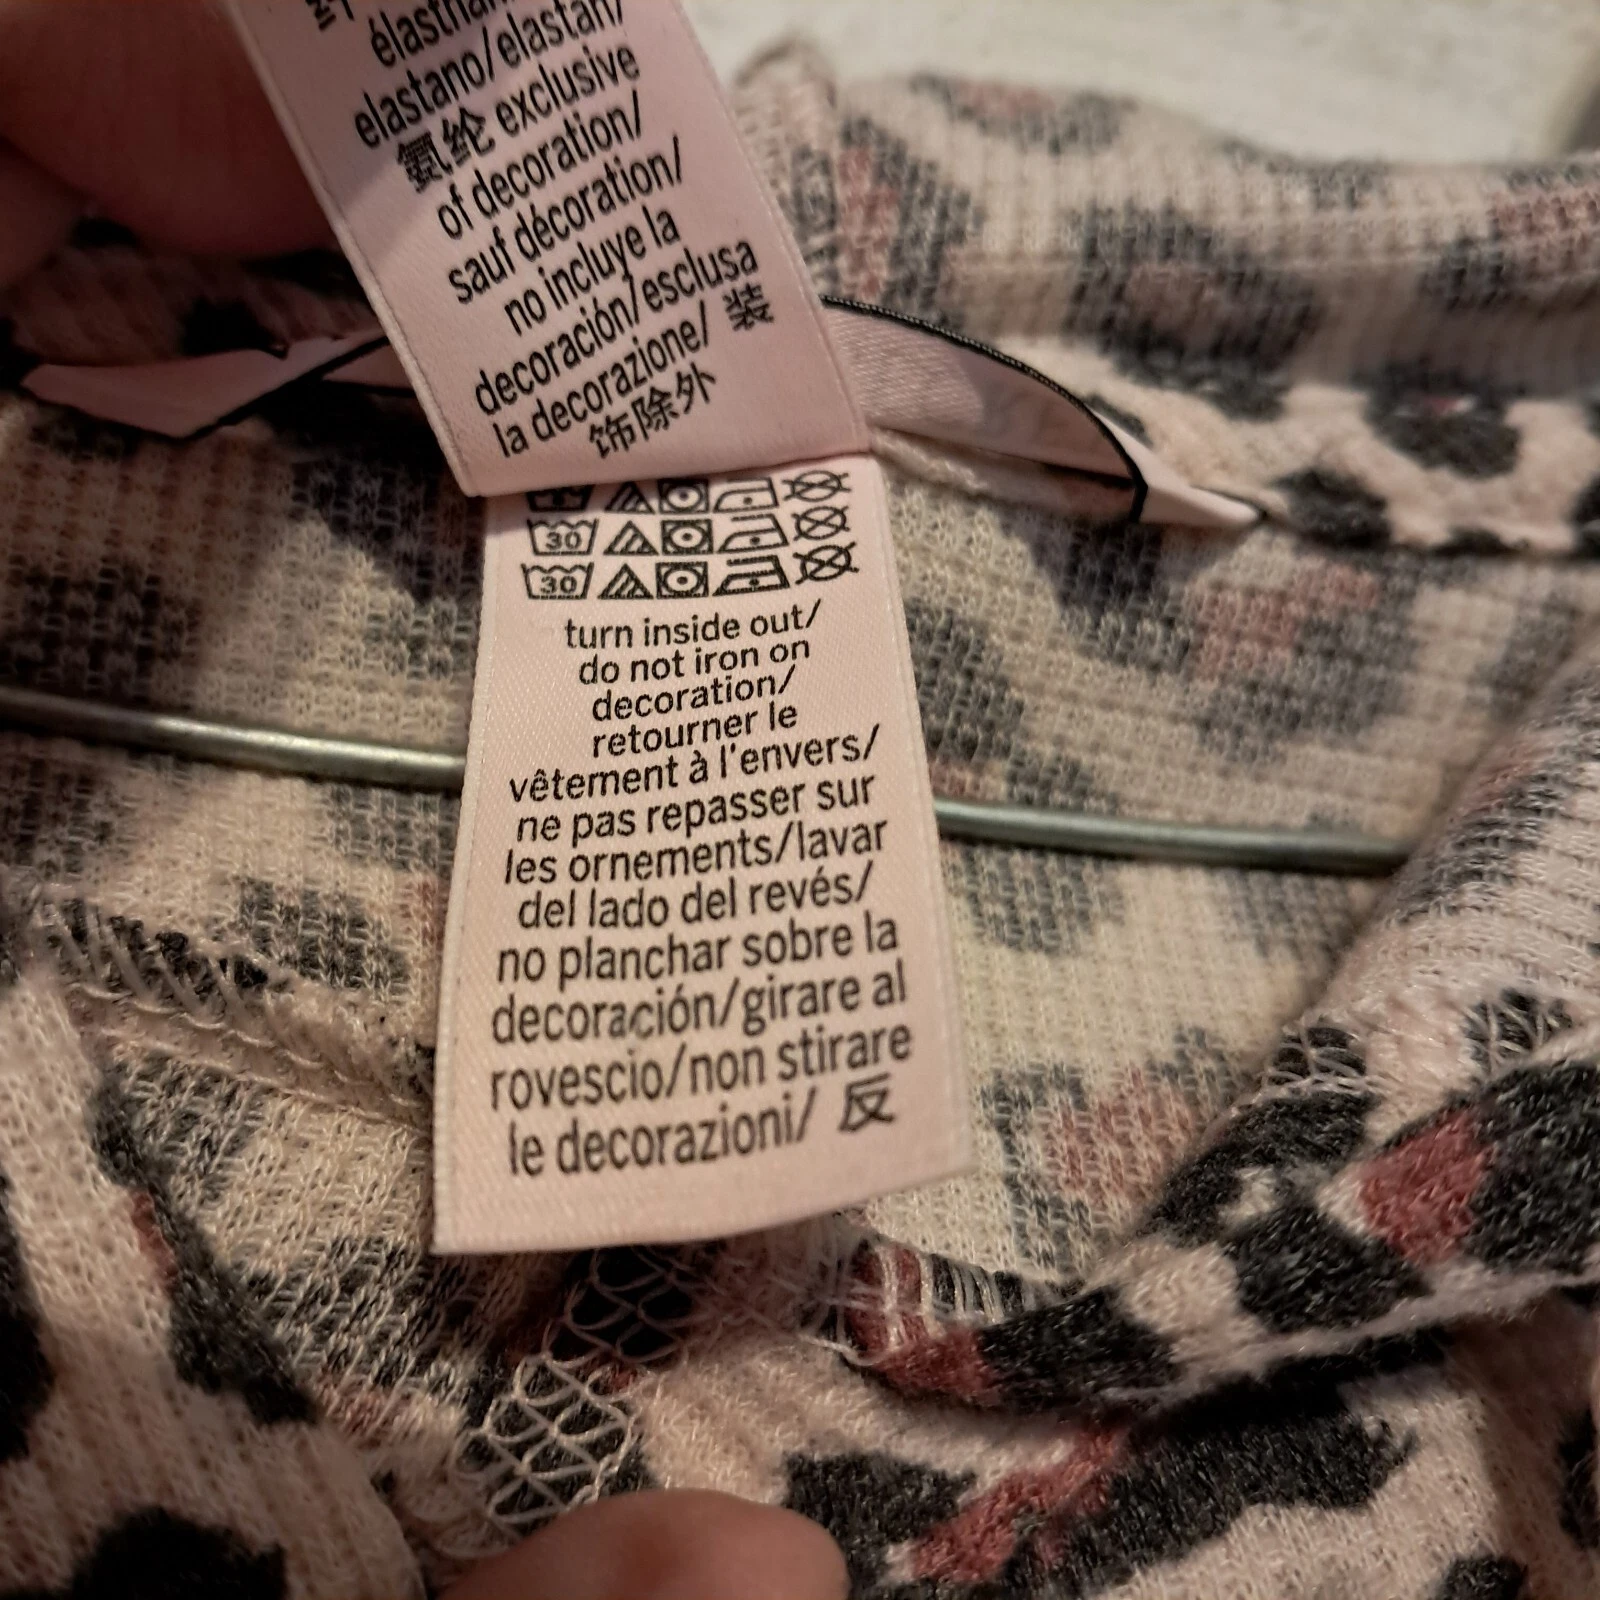 elastano/elastan/
氨纶 exclusive
of decoration/
sauf décoration/
no incluye la
decoración/esclusa
la decorazione/ 装
饰除外
30
30
turn inside out/
do not iron on
decoration/
retourner le
vêtement à l'envers/
ne pas repasser sur
les ornements/lavar
del lado del revés/
no planchar sobre la
decoración/girare al
rovescio/non stirare
le decorazioni/ 反